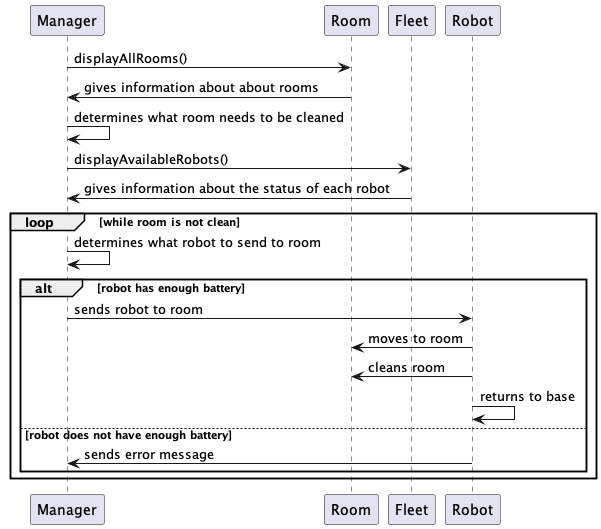 Manager Room Fleet Robot
displayAllRooms()
gives information about about rooms
determines what room needs to be cleaned
displayAvailableRobots()
gives information about the status of each robot
loop [while room is not clean]
determines what robot to send to room
alt [robot has enough battery]
sends robot to room
moves to room
cleans room
returns to base
[robot does not have enough battery]
sends error message
Manager Room Fleet Robot